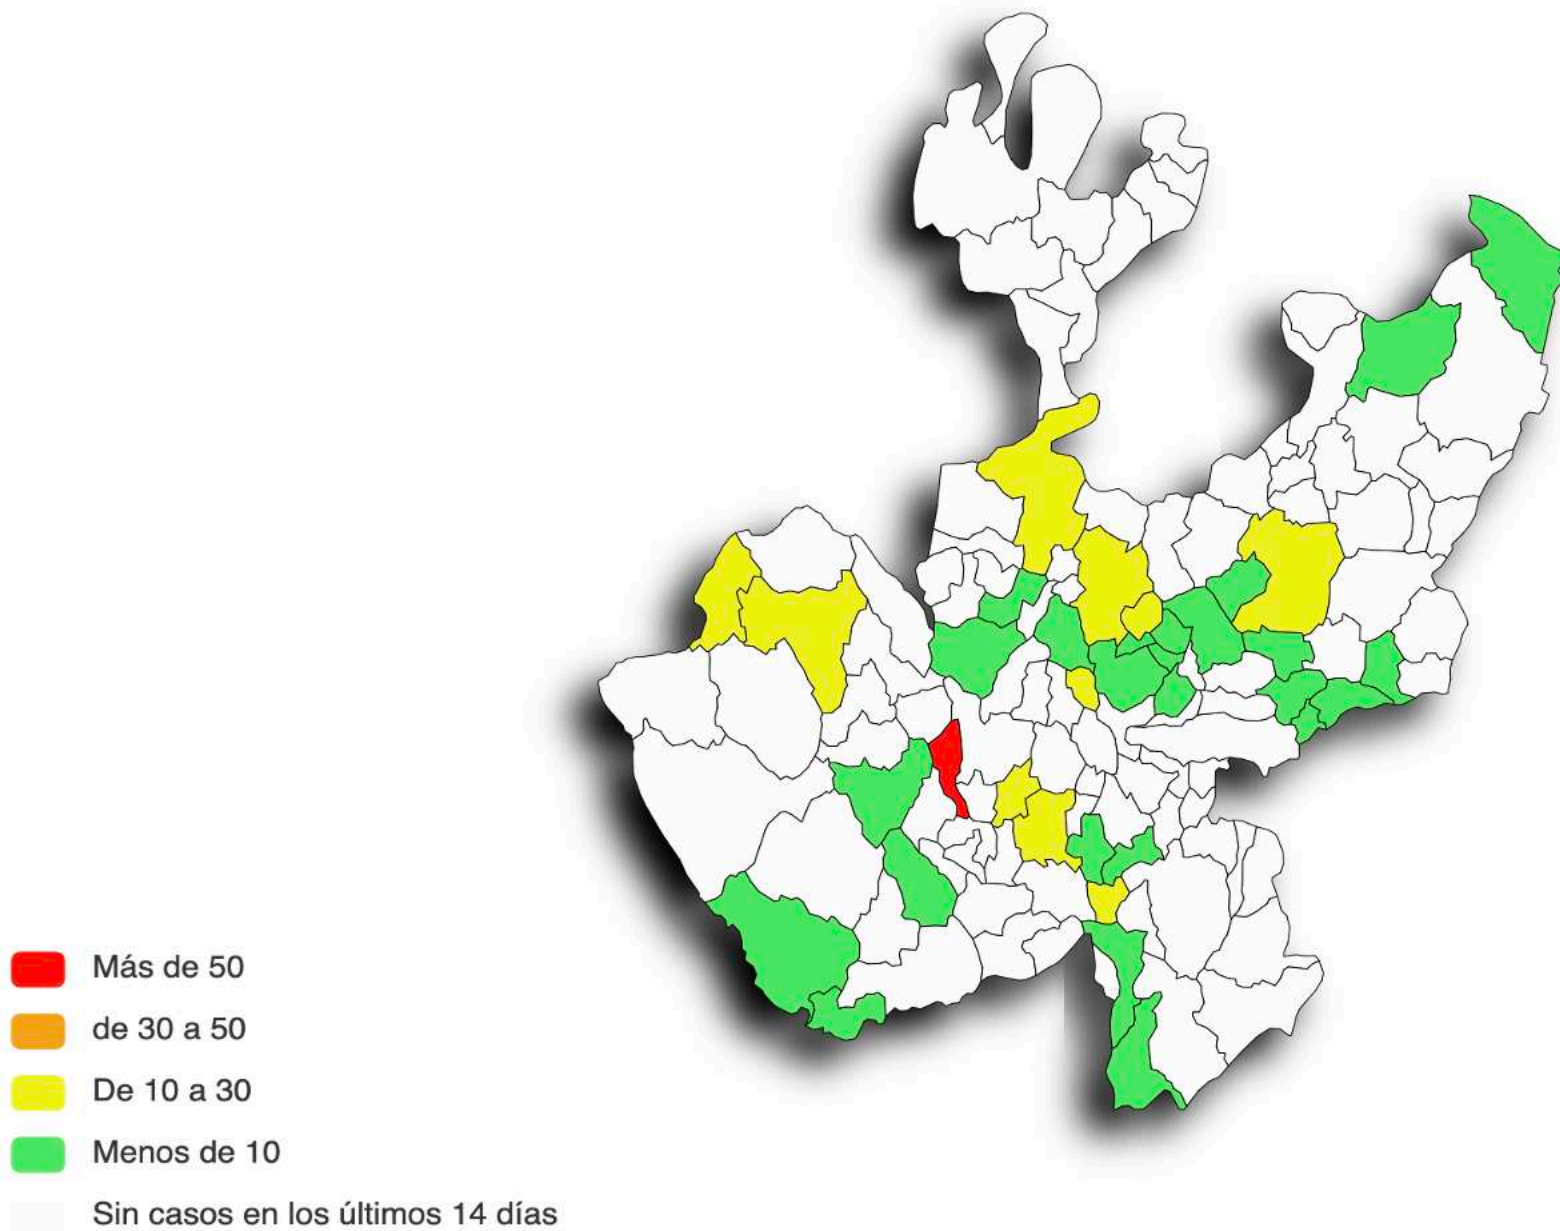 Más de 50
de 30 a 50
De 10 a 30
Menos de 10
Sin casos en los últimos 14 días